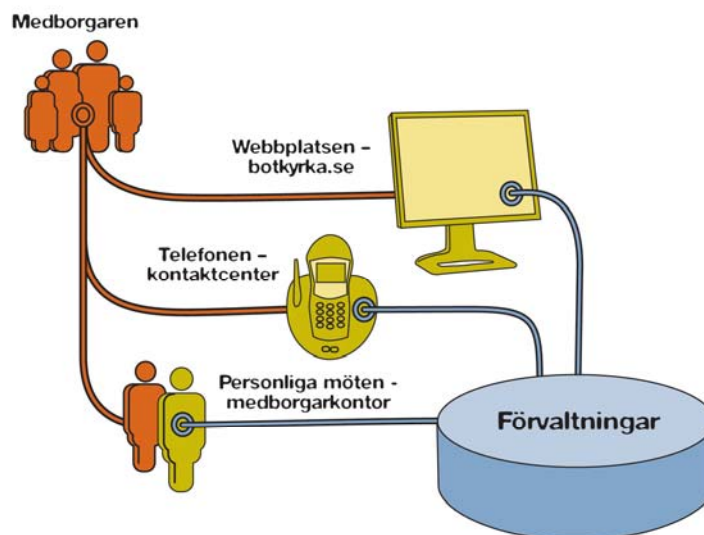 Medborgaren
Webbplatsen –
botkyrka.se
Telefonen –
kontaktcenter
Personliga möten -
medborgarkontor
Förvaltningar